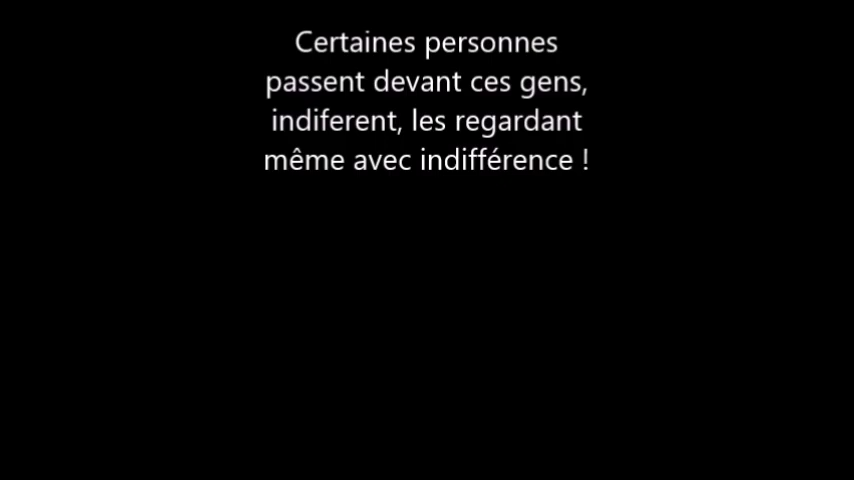 Certaines personnes
passent devant ces gens,
indiferent, les regardant
même avec indifférence !